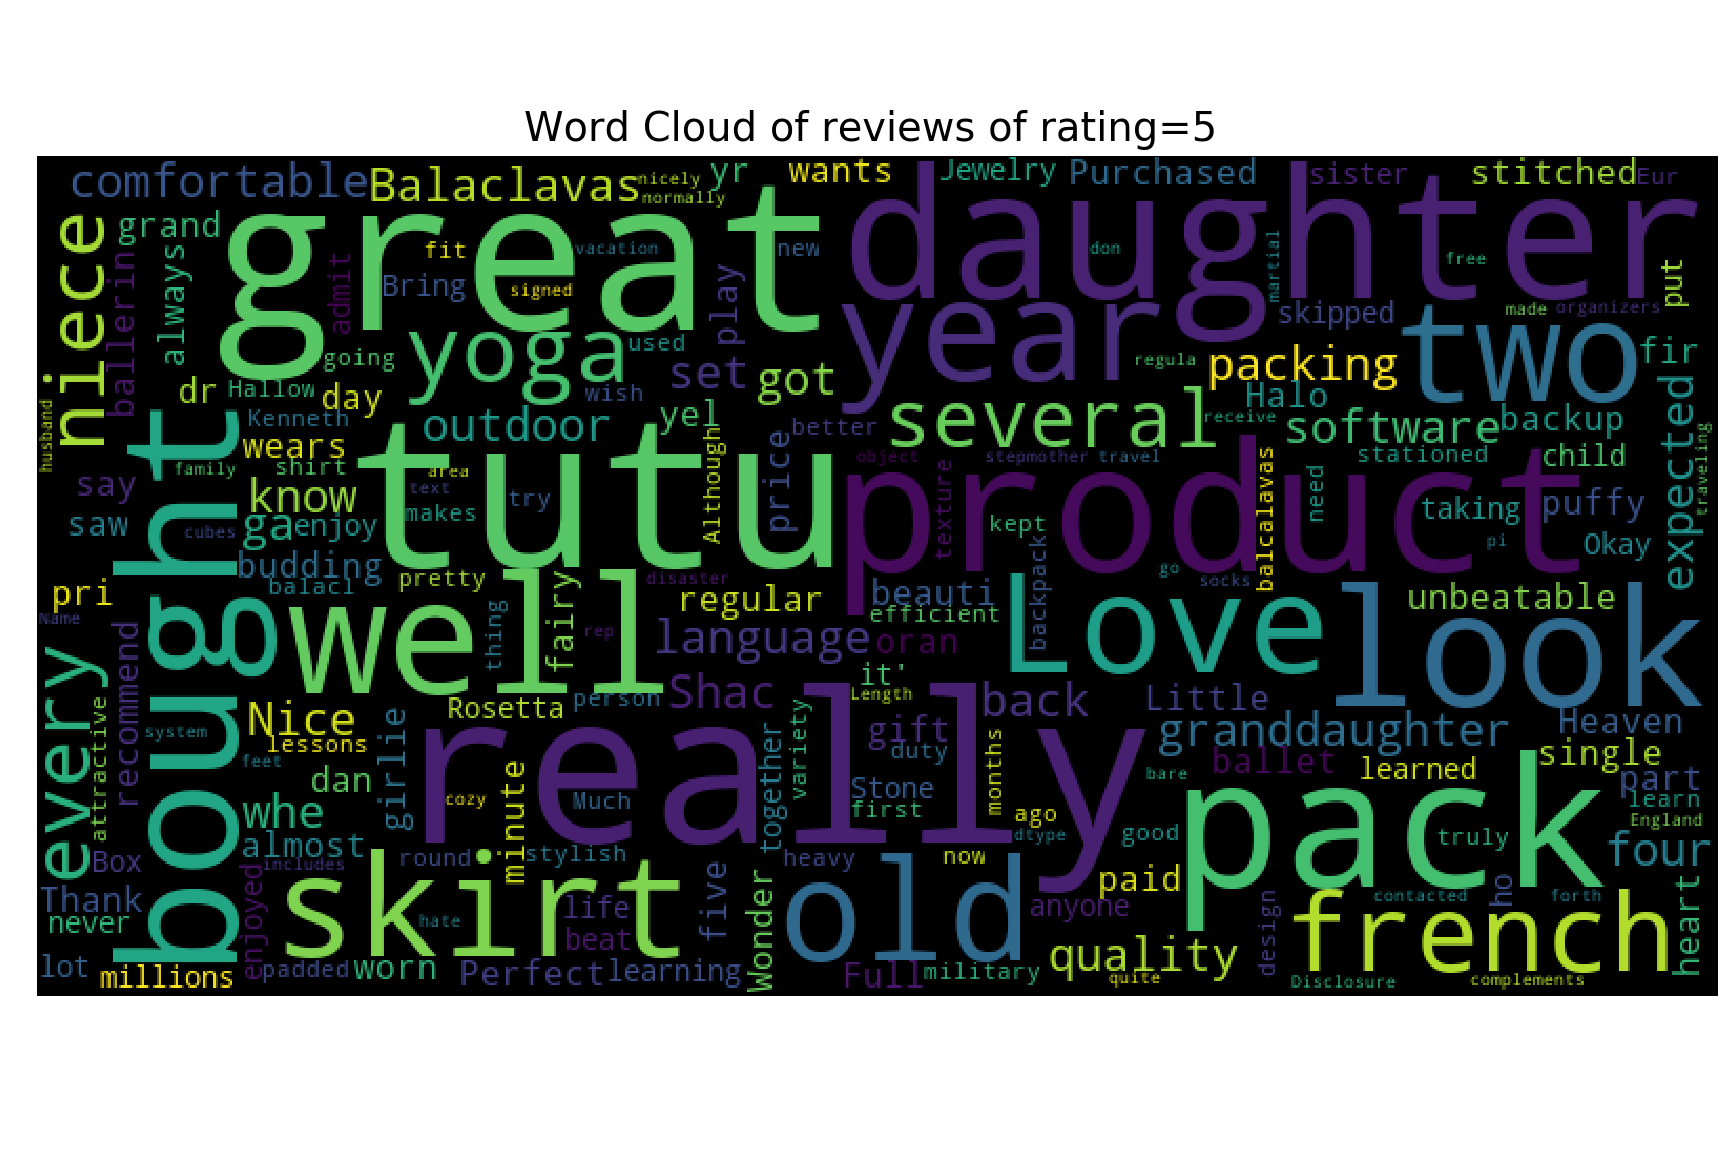 Word Cloud of reviews of rating=5
comfortable
Balaclavas
nicely
normally
yr
wants
Jewelry
Purchased
sister
stitched
Eur
niece
grand
great
daughter
ballerina
always
admit
fit
Bring
signed
vacation
new
play
don
martial
free
put
skipped
made
organizers
yoga
used
year
two
going
set
got
regula
packing
fir
dr
Hallow
day
wish
Halo
expected
husband
Kenneth
outdoor
yel
better
several
receive
software
backup
wears
bought
family
shirt
tutu
area
Although
price
object
stepmother
travel
product
balcalavas
stationed
child
traveling
say
know
text
try
texture
need
taking
puffy
saw
cubes
ga
enjoy
makes
kept
backpack
pi
Okay
budding
balacl
pretty
disaster
go
socks
pri
well
fairy
regular
beauti
efficient
Love
look
unbeatable
Name
recommend
thing
rep
language
oran
it'
every
attractive
Nice
Rosetta
person
Shac
Length
back
Little
system
lessons
girlie
really
together
variety
gift
duty
months
granddaughter
Heaven
feet
dan
cozy
Much
Stone
first
bare
ballet
learned
single
part
whe
minute
ago
dtype
good
pack
truly
learn
England
almost
Box
includes
round
stylish
heavy
now
four
Thank
enjoyed
skirt
five
Wonder
old
paid
contacted
forth
heart
never
hate
life
anyone
design
ho
french
lot
beat
quality
millions
padded
worn
Perfect
learning
Full
military
quite
Disclosure
complements